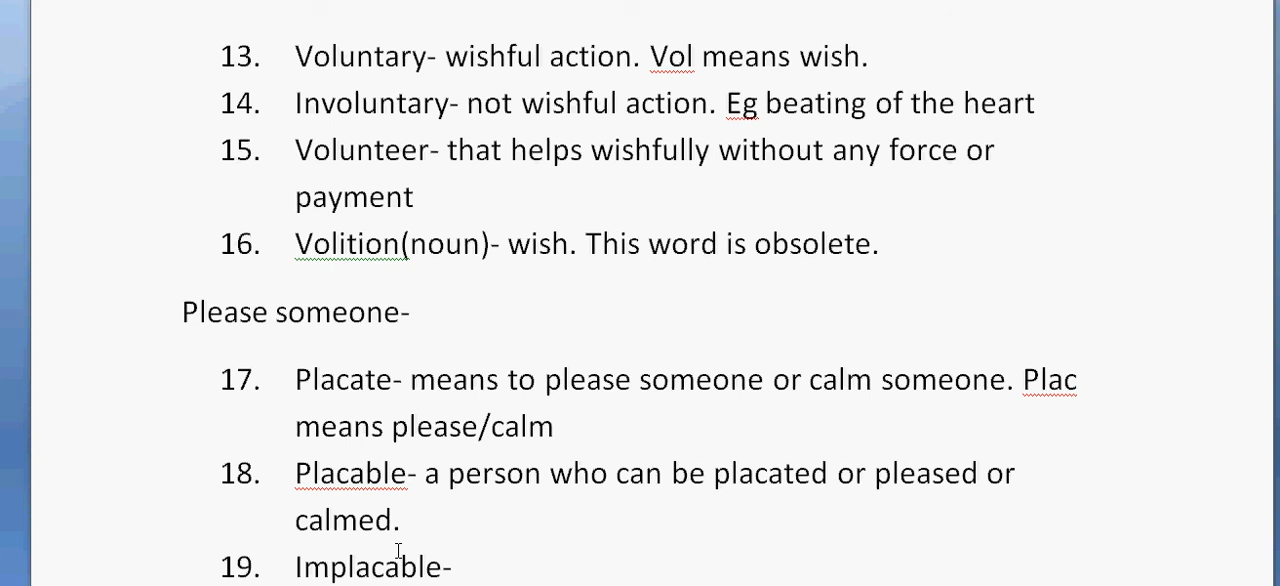 13. Voluntary- wishful action. Vol means wish.
14. Involuntary- not wishful action. Eg beating of the heart
15. Volunteer- that helps wishfully without any force or
payment
16. Volition(noun)- wish. This word is obsolete.
Please someone-
17. Placate- means to please someone or calm someone. Plac
means please/calm
18. Placable- a person who can be placated or pleased or
calmed.
19. Implacable-